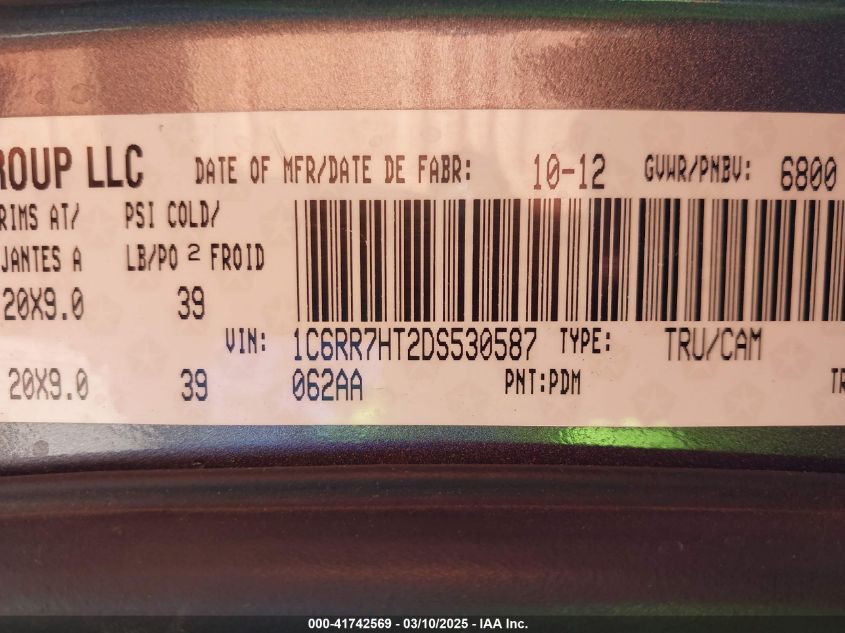 ROUP LLC DATE OF MFR/DATE DE FABR: 10-12 GVWR/PNBV: 6800
RIMS AT/ PSI COLD/
JANTES A LB/PO 2 FROID
20X9.0 39
VIN: 1C6RR7HT2DS530587 TYPE: TRU/CAM
20X9.0 39 062AA PNT:PDM TR
000-41742569 — 03/10/2025 — IAA Inc.